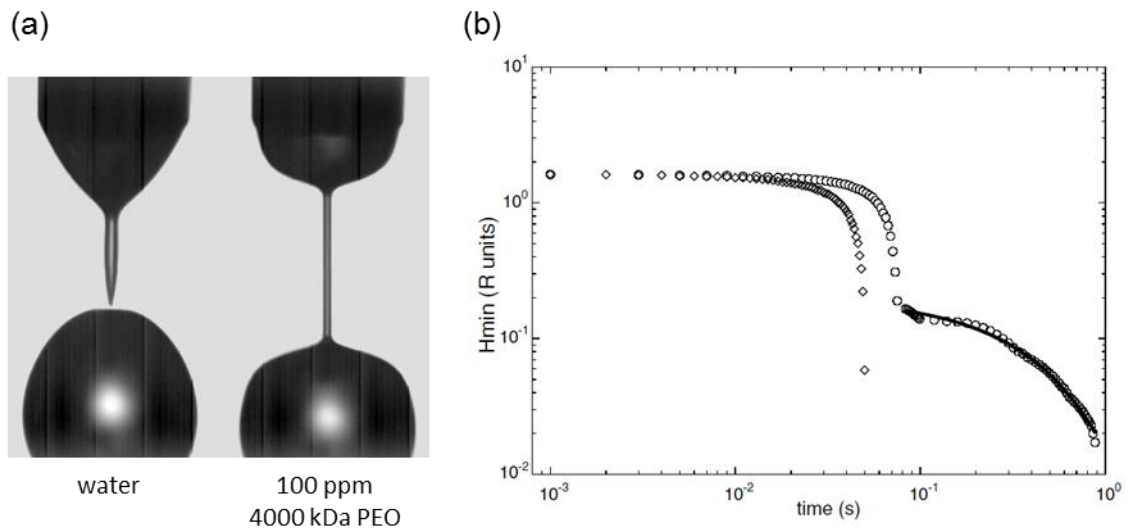 (a)
(b)
water
100 ppm
4000 kDa PEO
Hmin (R units)
10¹
10⁰
10⁻¹
10⁻²
10⁻³ 10⁻² 10⁻¹ 10⁰
time (s)